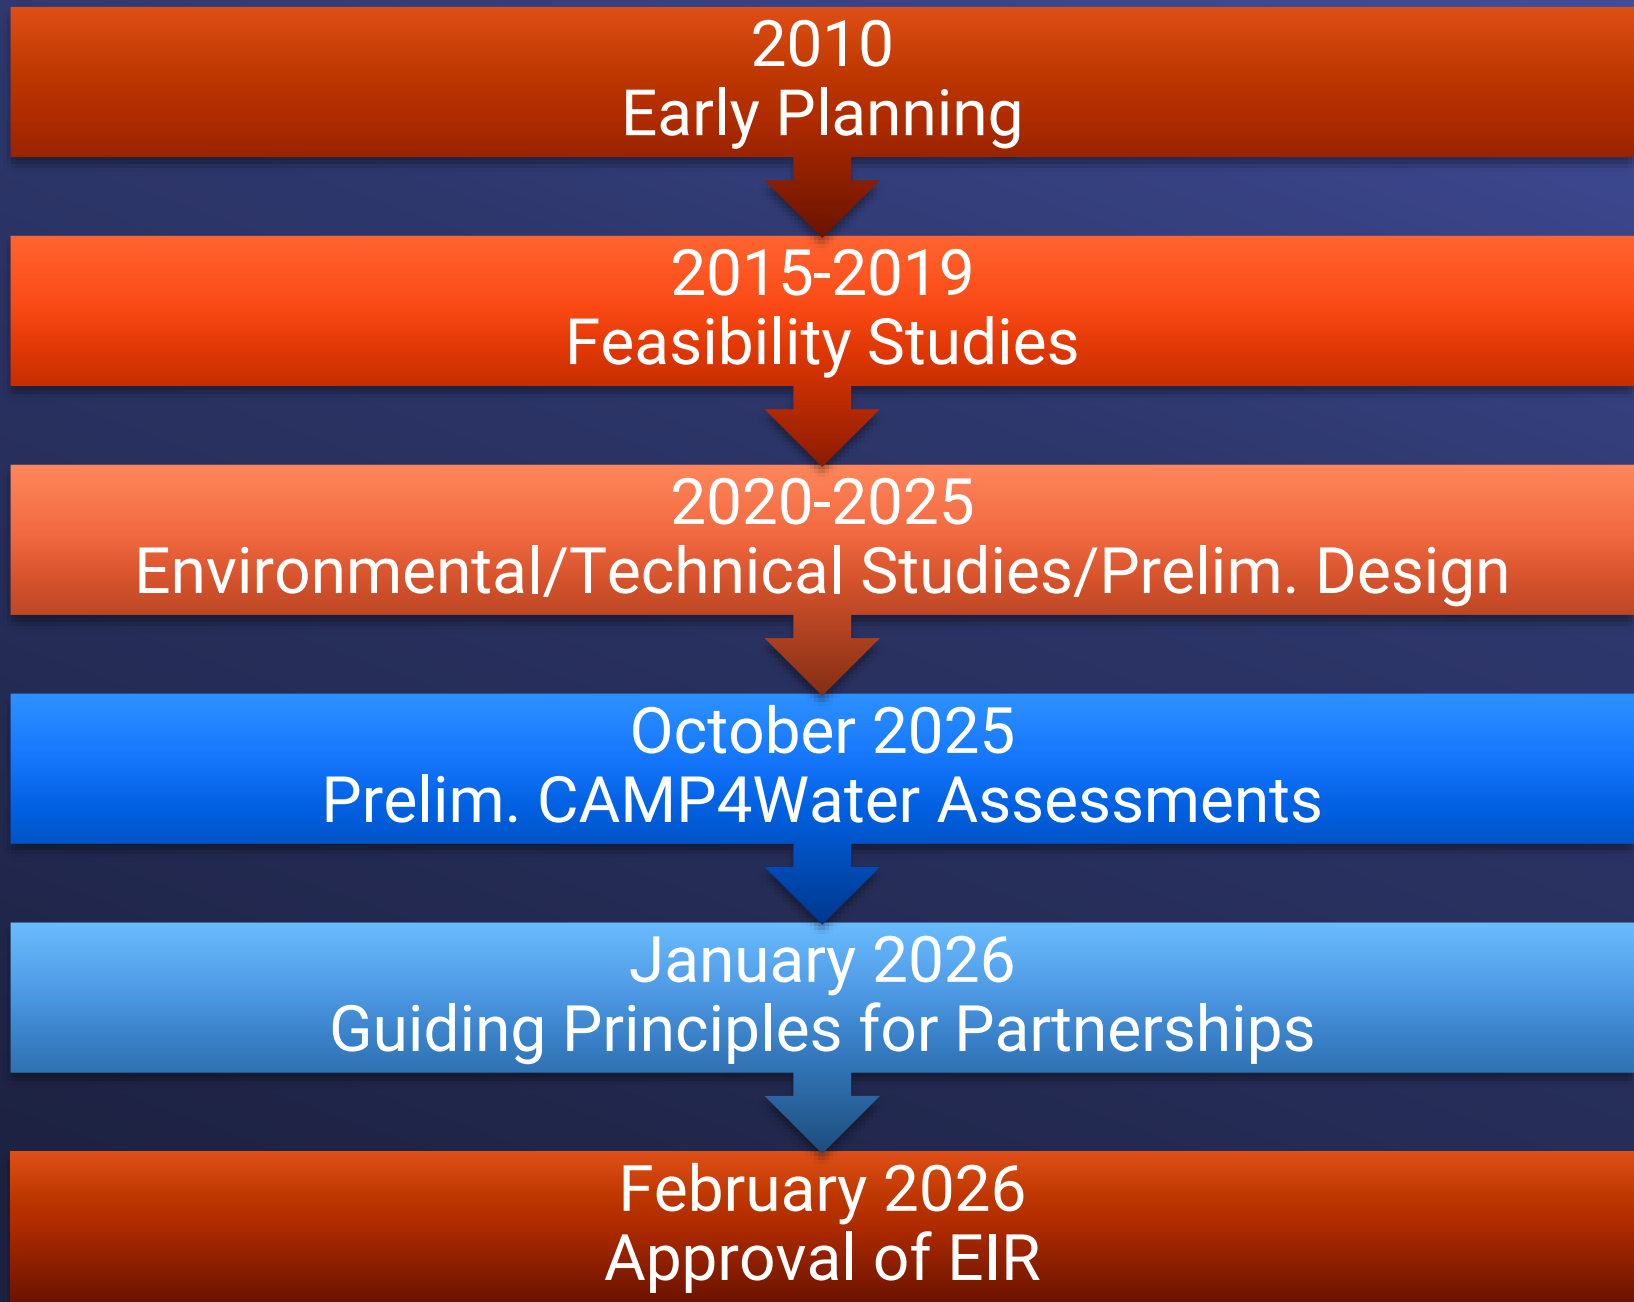 2010
Early Planning
2015-2019
Feasibility Studies
2020-2025
Environmental/Technical Studies/Prelim. Design
October 2025
Prelim. CAMP4Water Assessments
January 2026
Guiding Principles for Partnerships
February 2026
Approval of EIR